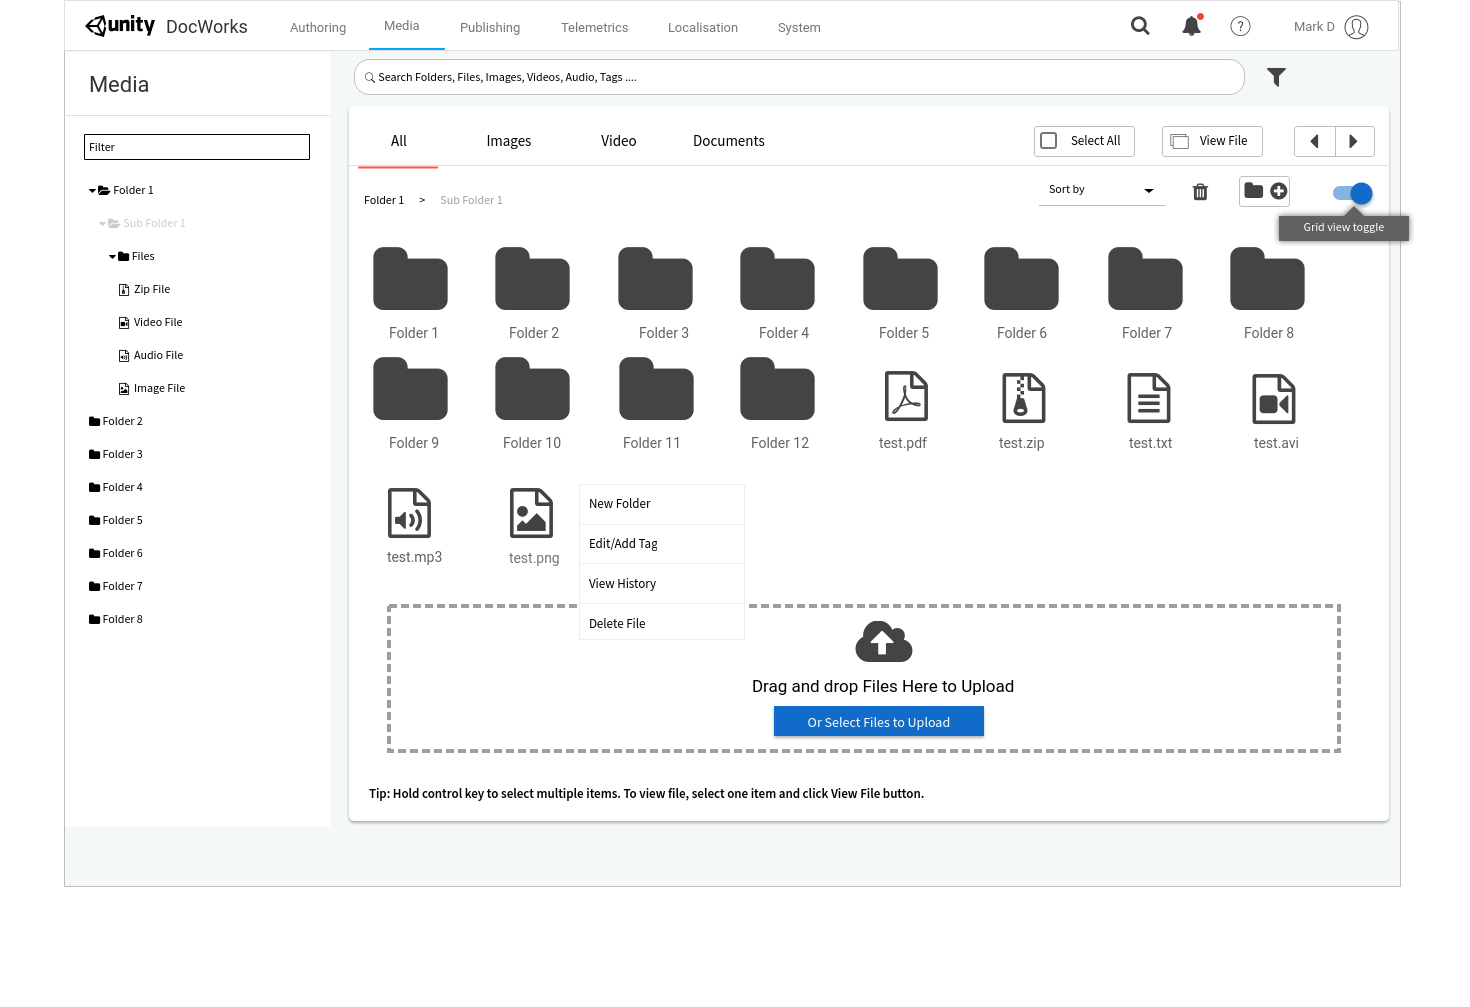 unity DocWorks Authoring Media Publishing Telemetrics Localisation System Mark D
Media
Search Folders, Files, Images, Videos, Audio, Tags ....
Filter
Folder 1
Sub Folder 1
Files
Zip File
Video File
Audio File
Image File
Folder 2
Folder 3
Folder 4
Folder 5
Folder 6
Folder 7
Folder 8
All Images Video Documents Select All View File
Folder 1 > Sub Folder 1 Sort by
Grid view toggle
Folder 1 Folder 2 Folder 3 Folder 4 Folder 5 Folder 6 Folder 7 Folder 8
Folder 9 Folder 10 Folder 11 Folder 12 test.pdf test.zip test.txt test.avi
test.mp3 test.png
New Folder
Edit/Add Tag
View History
Delete File
Drag and drop Files Here to Upload
Or Select Files to Upload
Tip: Hold control key to select multiple items. To view file, select one item and click View File button.